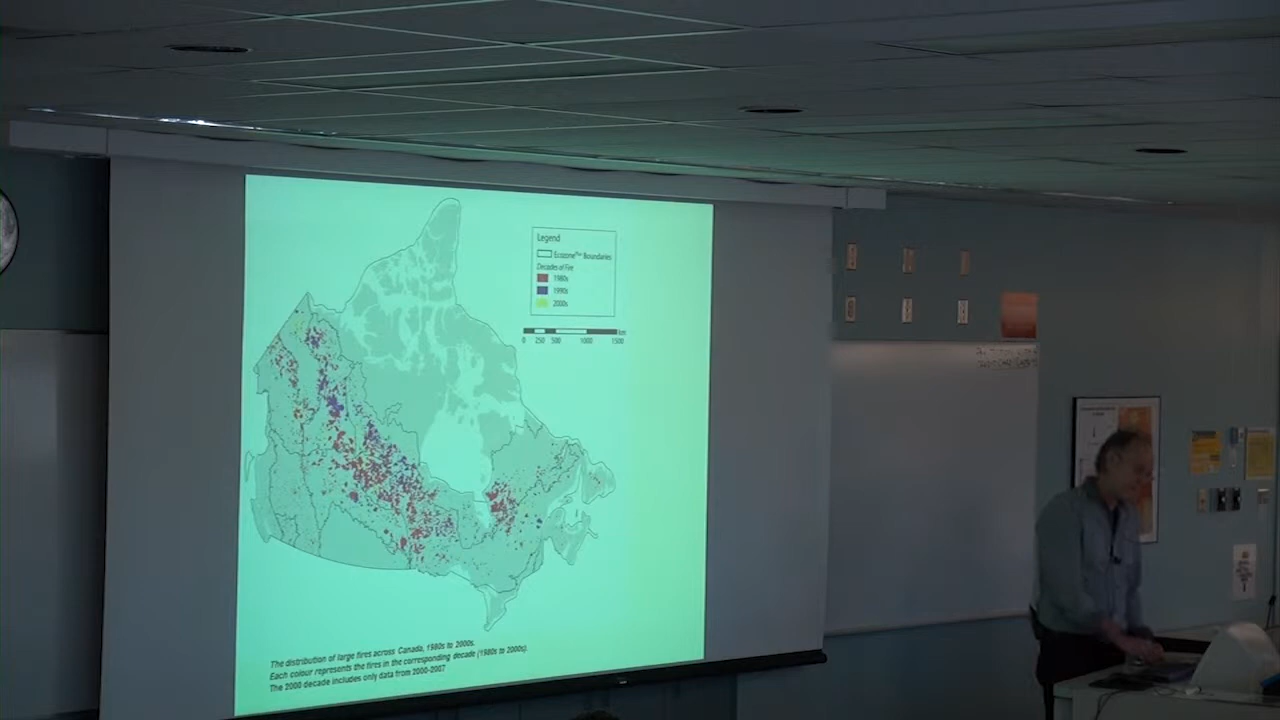 Legend
Ecozone Plus Boundaries
Decades of Fire
1980s
1990s
2000s
km
0 250 500 1000 1500
The distribution of large fires across Canada, 1980s to 2000s.
Each colour represents the fires in the corresponding decade (1980s to 2000s).
The 2000 decade includes only data from 2000-2007